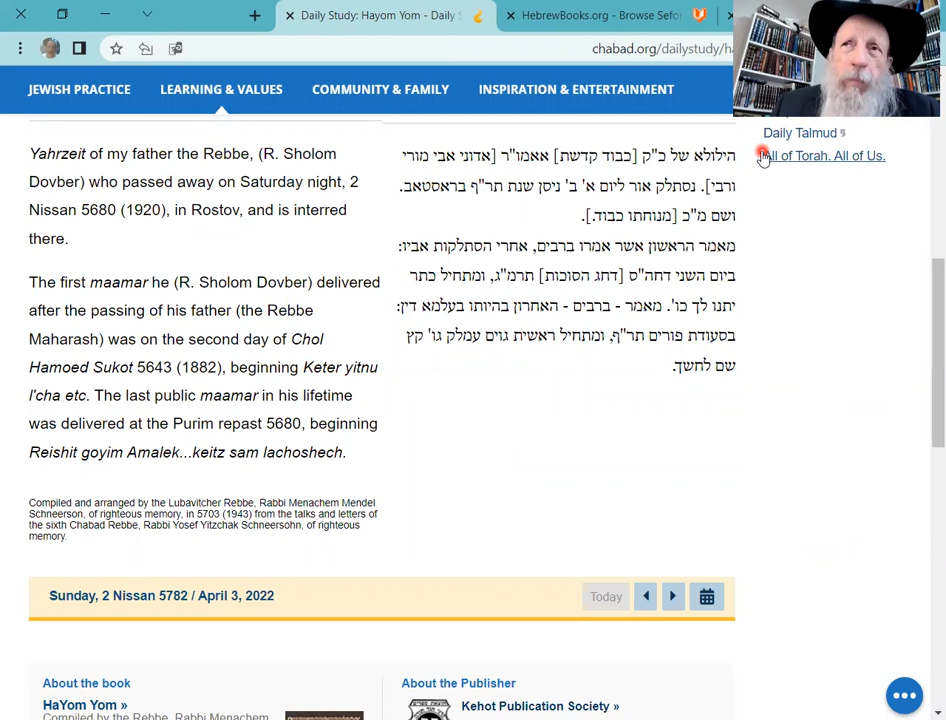 Daily Study: Hayom Yom - Daily S
HebrewBooks.org - Browse Sefor
chabad.org/dailystudy/ha
JEWISH PRACTICE
LEARNING & VALUES
COMMUNITY & FAMILY
INSPIRATION & ENTERTAINMENT
Daily Talmud
All of Torah. All of Us.
Yahrzeit of my father the Rebbe, (R. Sholom
Dovber) who passed away on Saturday night, 2
Nissan 5680 (1920), in Rostov, and is interred
there.
The first maamar he (R. Sholom Dovber) delivered
after the passing of his father (the Rebbe
Maharash) was on the second day of Chol
Hamoed Sukot 5643 (1882), beginning Keter yitnu
l'cha etc. The last public maamar in his lifetime
was delivered at the Purim repast 5680, beginning
Reishit goyim Amalek...keitz sam lachoshech.
הילולא של כ"ק [כבוד קדשת] אאמו"ר [אדוני אבי מורי
ורבי]. נסתלק אור ליום א' ב' ניסן שנת תר"ף בראסטאב.
ושם מ"כ [מנוחתו כבוד].
מאמר הראשון אשר אמרו ברבים, אחרי הסתלקות אביו:
ביום השני דחה"ס [דחג הסוכות] תרמ"ג, ומתחיל כתר
יתנו לך כו'. מאמר - ברבים - האחרון בהיותו בעלמא דין:
בסעודת פורים תר"ף, ומתחיל ראשית גוים עמלק גו' קץ
שם לחשך.
Compiled and arranged by the Lubavitcher Rebbe, Rabbi Menachem Mendel
Schneerson, of righteous memory, in 5703 (1943) from the talks and letters of
the sixth Chabad Rebbe, Rabbi Yosef Yitzchak Schneersohn, of righteous
memory.
Sunday, 2 Nissan 5782 / April 3, 2022
Today
About the book
HaYom Yom »
Compiled by the Rebbe, Rabbi Menachem
About the Publisher
Kehot Publication Society »